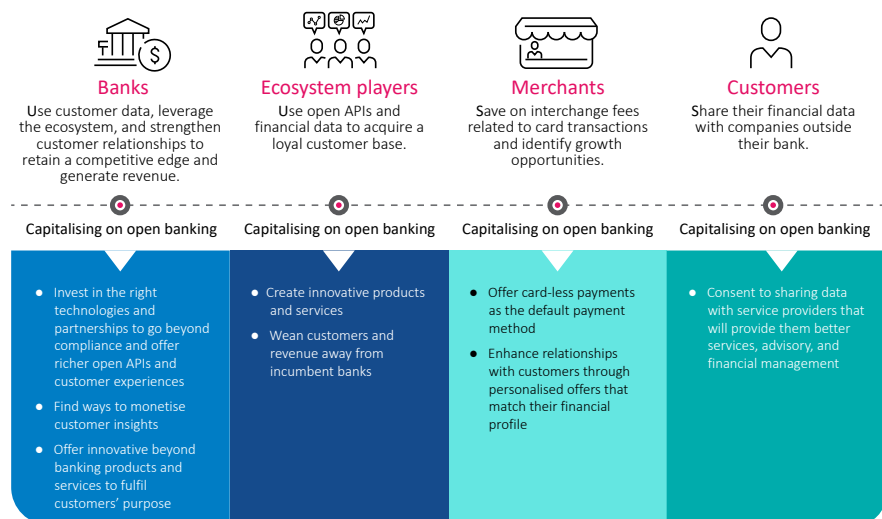 Banks
Use customer data, leverage
the ecosystem, and strengthen
customer relationships to
retain a competitive edge and
generate revenue.
Ecosystem players
Use open APIs and
financial data to acquire a
loyal customer base.
Merchants
Save on interchange fees
related to card transactions
and identify growth
opportunities.
Customers
Share their financial data
with companies outside
their bank.
Capitalising on open banking
Capitalising on open banking
Capitalising on open banking
Capitalising on open banking
• Invest in the right
technologies and
partnerships to go beyond
compliance and offer
richer open APIs and
customer experiences
• Find ways to monetise
customer insights
• Offer innovative beyond
banking products and
services to fulfil
customers’ purpose
• Create innovative products
and services
• Wean customers and
revenue away from
incumbent banks
• Offer card-less payments
as the default payment
method
• Enhance relationships
with customers through
personalised offers that
match their financial
profile
• Consent to sharing data
with service providers that
will provide them better
services, advisory, and
financial management